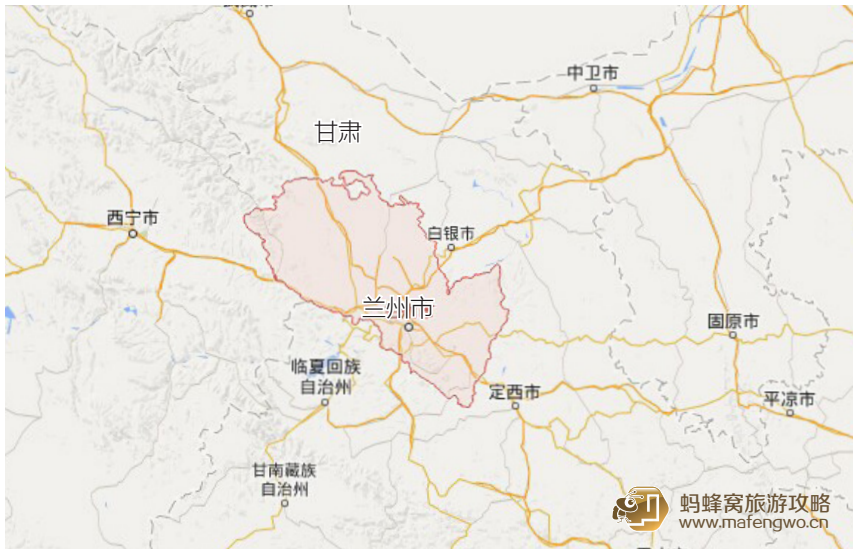 中卫市
甘肃
西宁市
白银市
兰州市
固原市
临夏回族
自治州
定西市
平凉市
甘南藏族
自治州
蚂蜂窝旅游攻略
www.mafengwo.cn